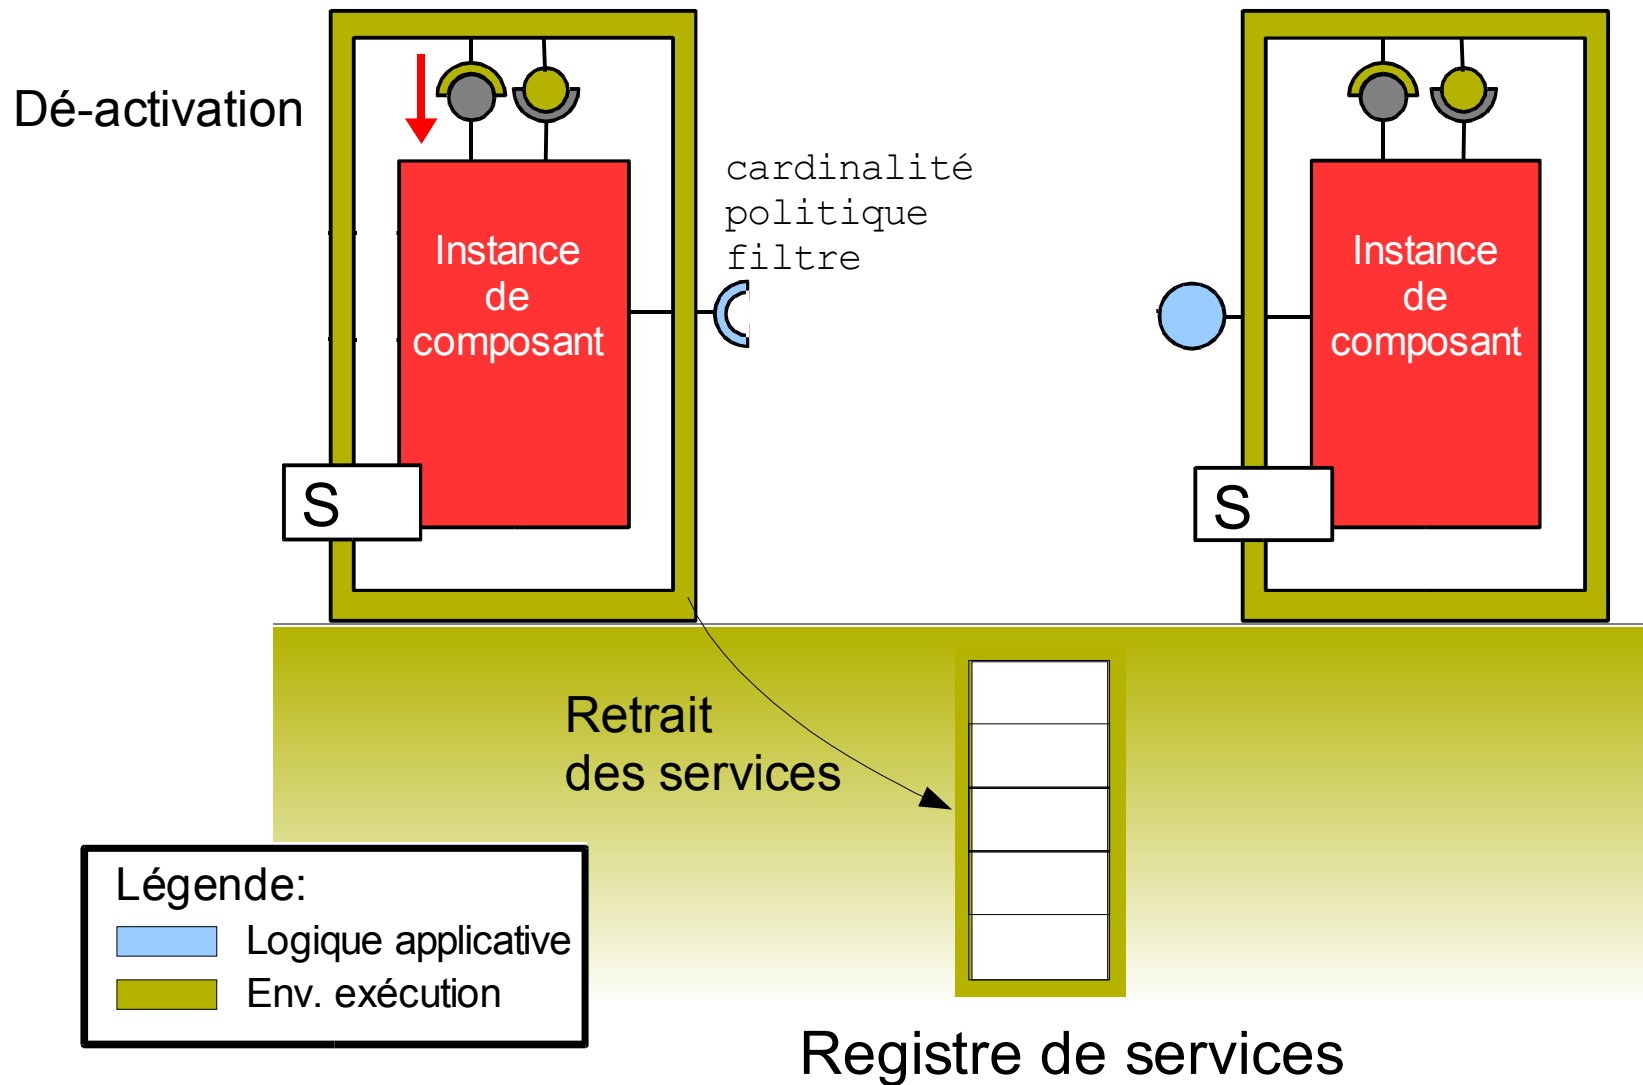 Dé-activation
cardinalité
politique
filtre
Instance
de
composant
Instance
de
composant
S
S
Retrait
des services
Légende:
Logique applicative
Env. exécution
Registre de services